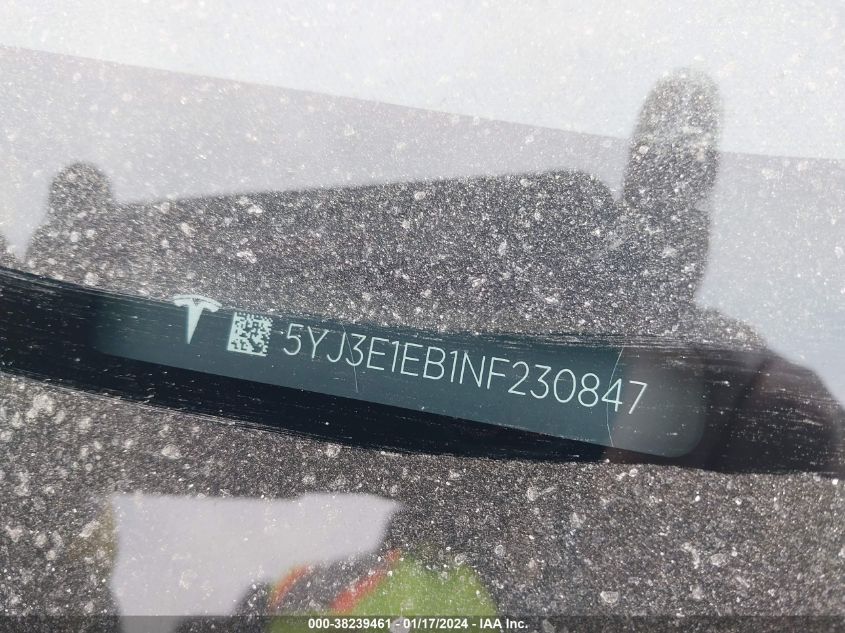 5YJ3E1EB1NF230847
000-38239461 - 01/17/2024 - IAA Inc.